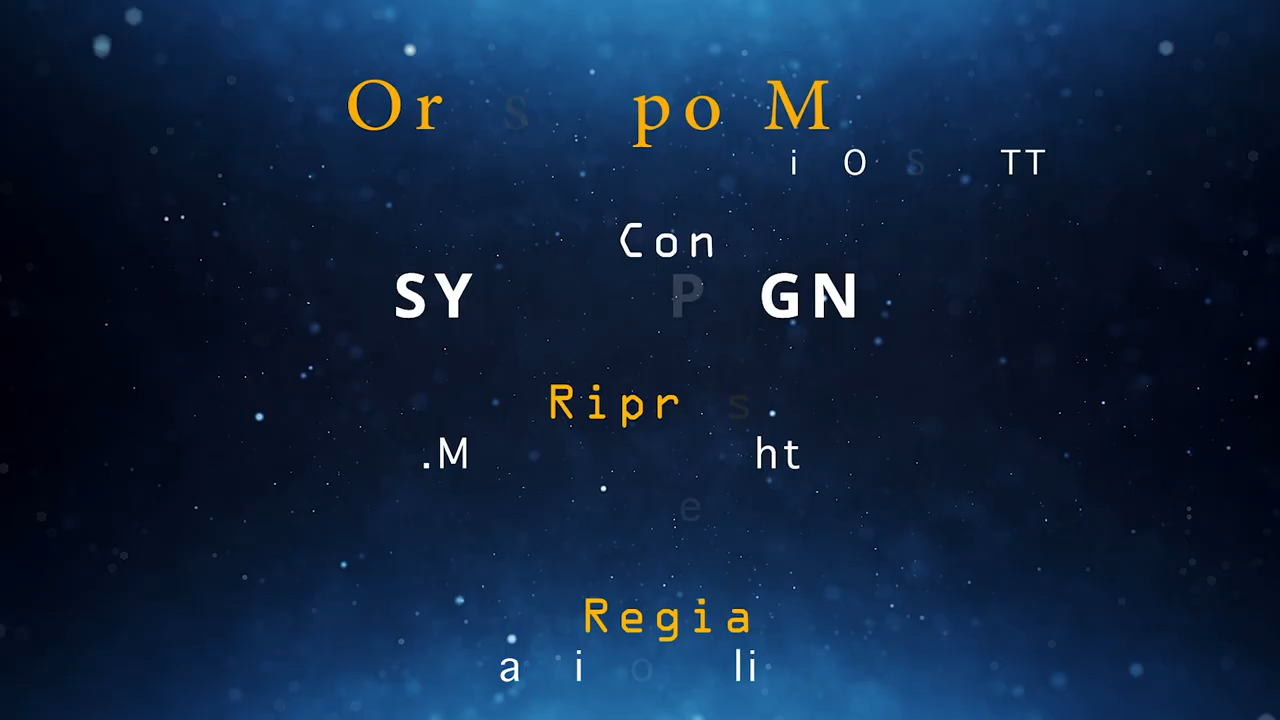 Or s po M
i O S TT
Con
SY P GN
Ripr s
.M ht
e
Regia
a i o li